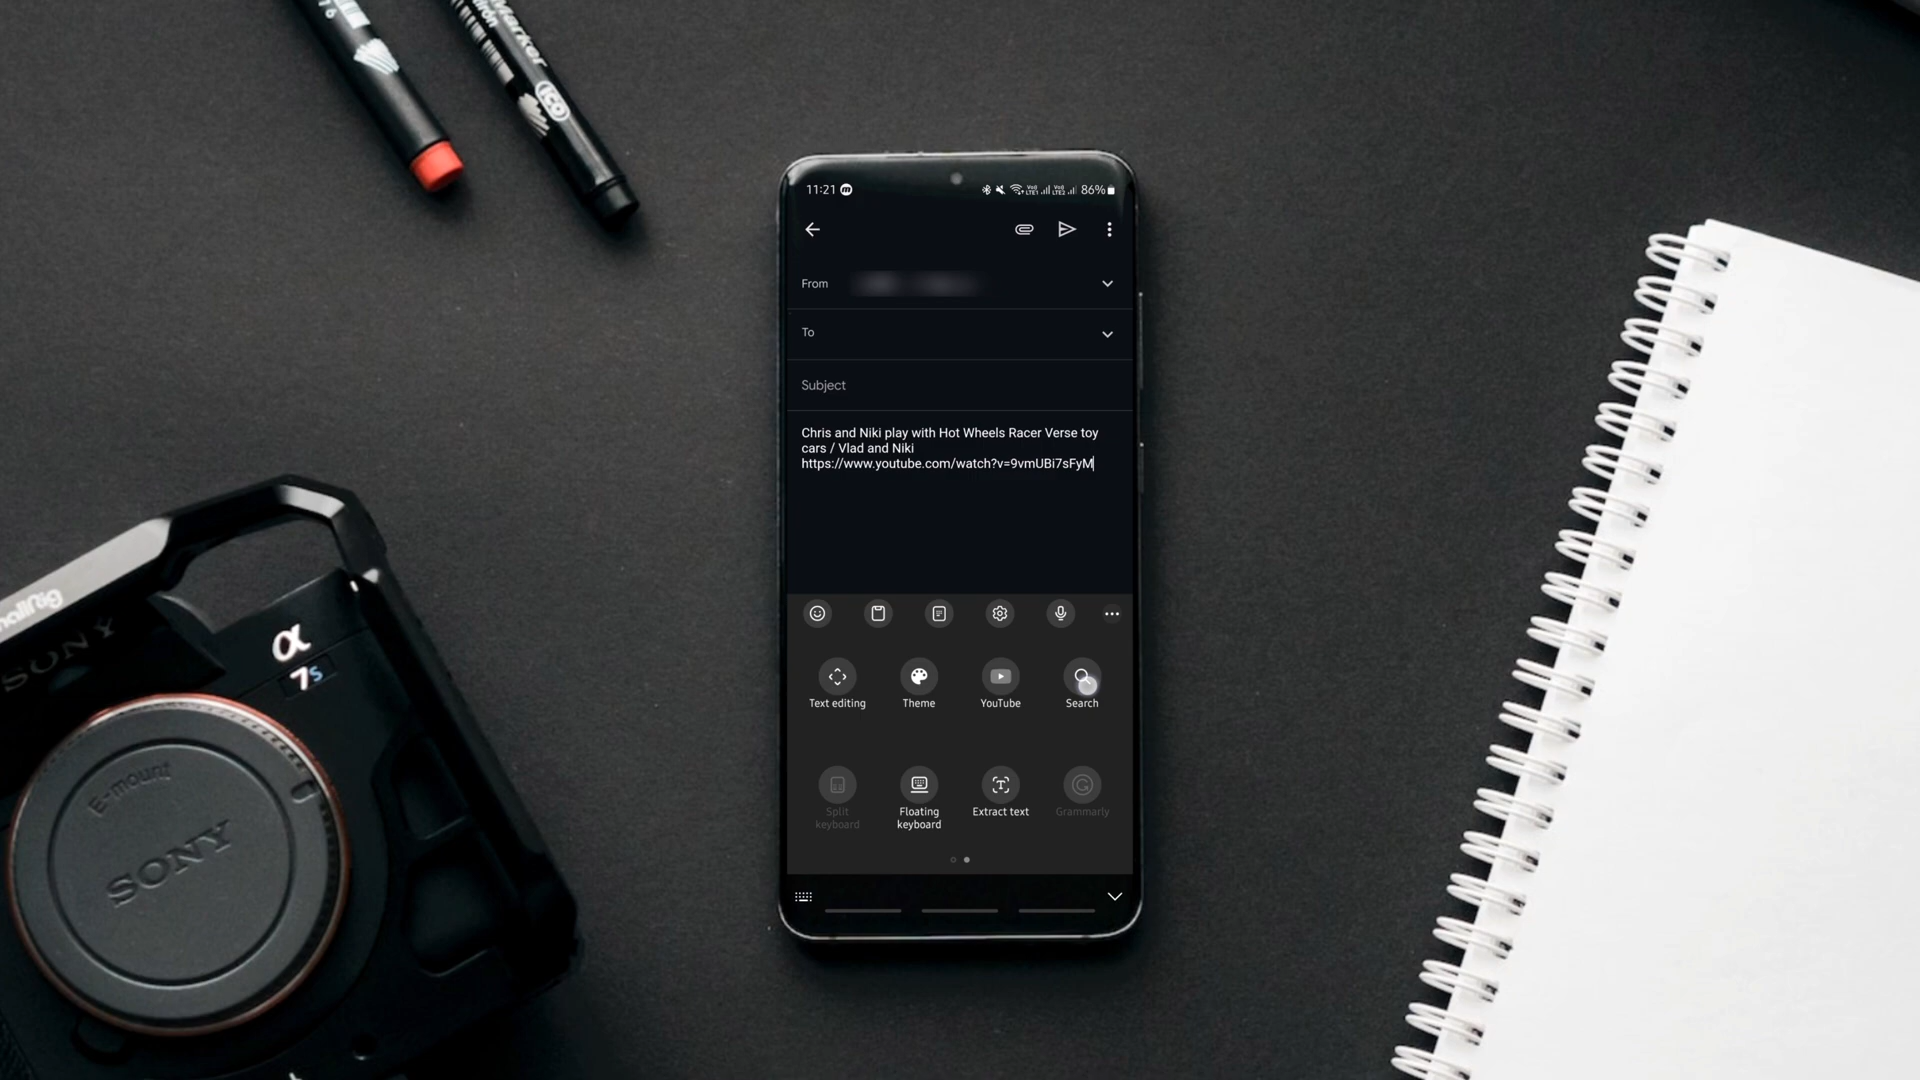 Marker
ico
11:21
86%
From
To
Subject
Chris and Niki play with Hot Wheels Racer Verse toy
cars / Vlad and Niki
https://www.youtube.com/watch?v=9vmUBi7sFyM
Text editing
Theme
YouTube
Search
Split
keyboard
Floating
keyboard
Extract text
Grammarly
SONY
α
7s
E-mount
SONY